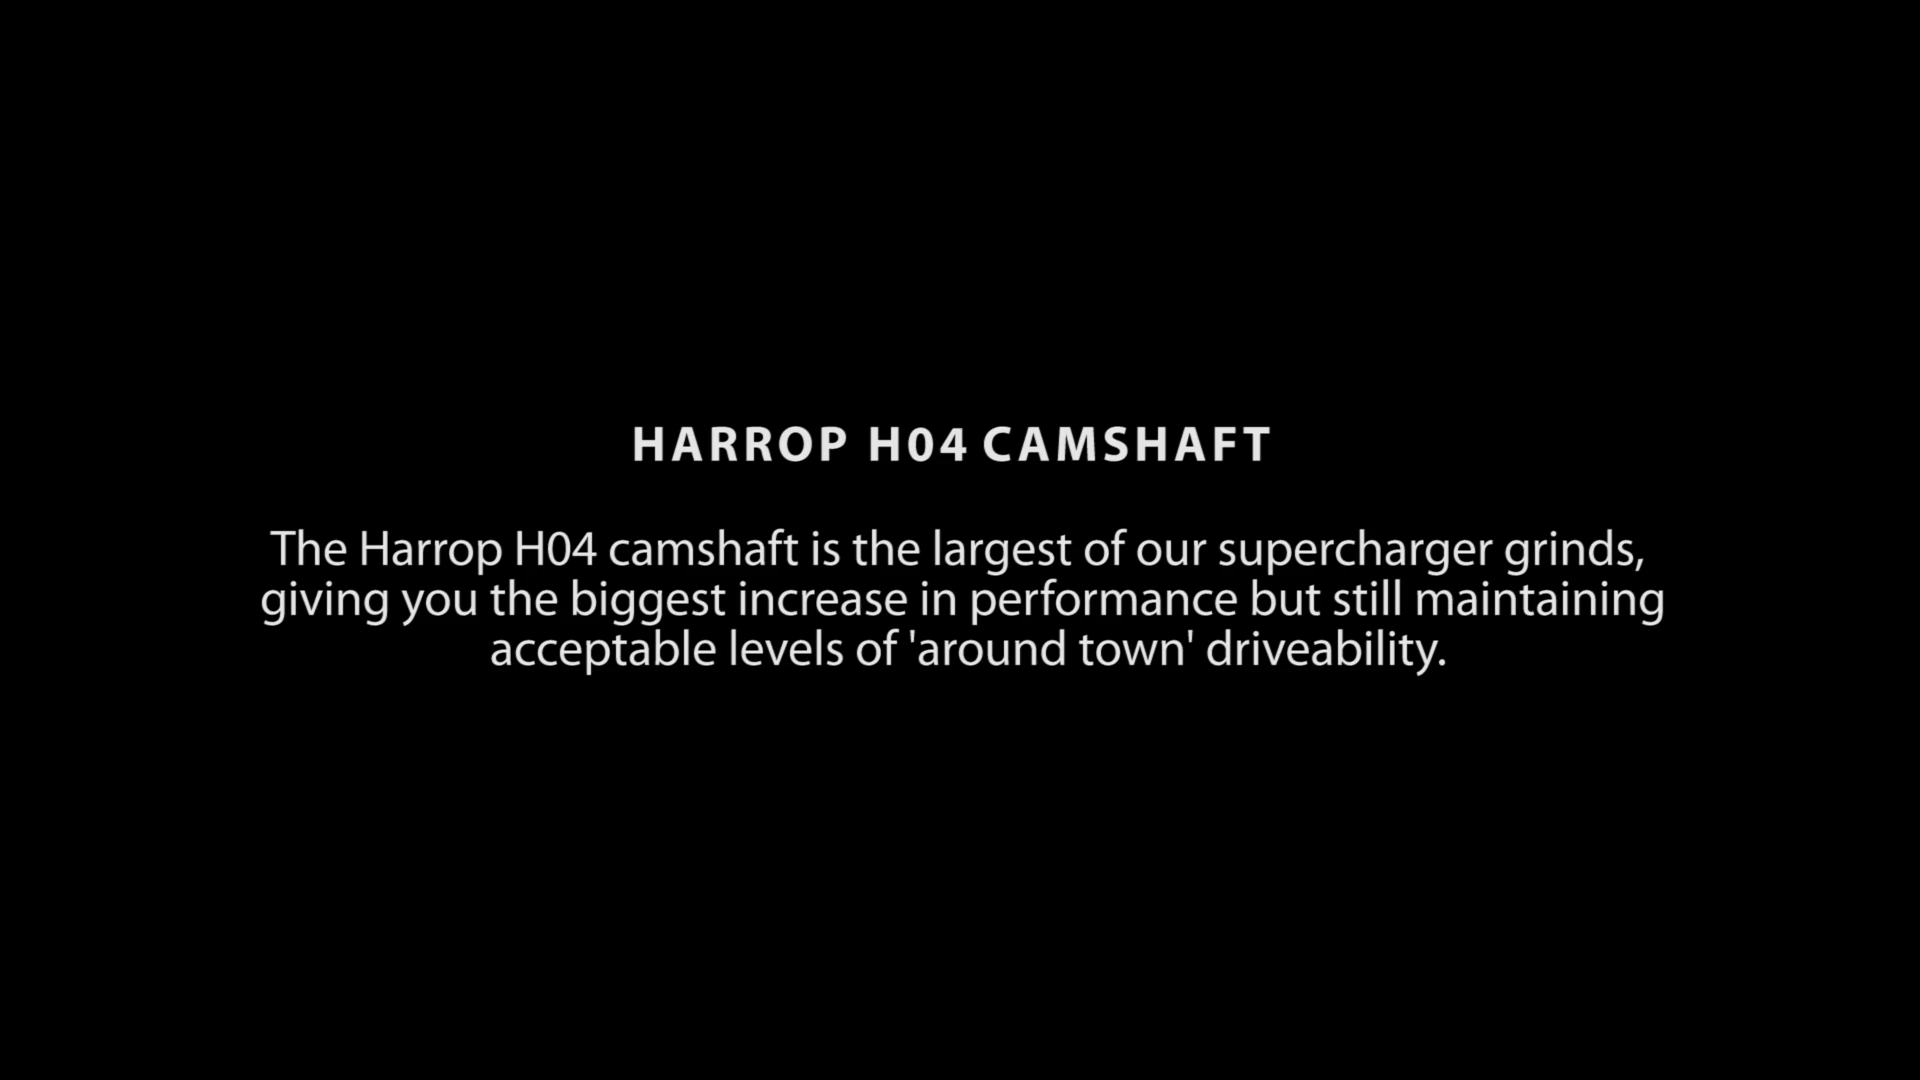 HARROP H04 CAMSHAFT
The Harrop H04 camshaft is the largest of our supercharger grinds,
giving you the biggest increase in performance but still maintaining
acceptable levels of 'around town' driveability.